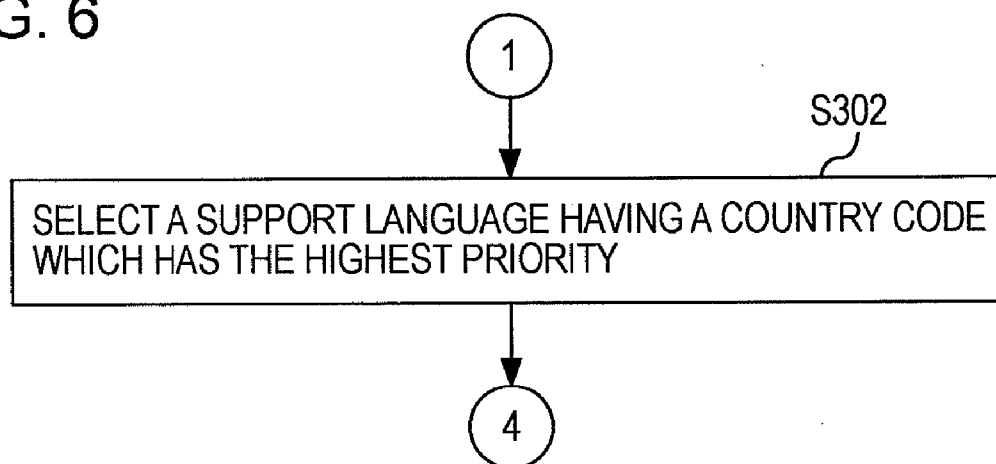 G. 6
1
S302
SELECT A SUPPORT LANGUAGE HAVING A COUNTRY CODE
WHICH HAS THE HIGHEST PRIORITY
4